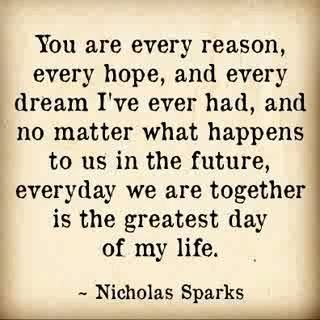 You are every reason,
every hope, and every
dream I've ever had, and
no matter what happens
to us in the future,
everyday we are together
is the greatest day
of my life.
~ Nicholas Sparks